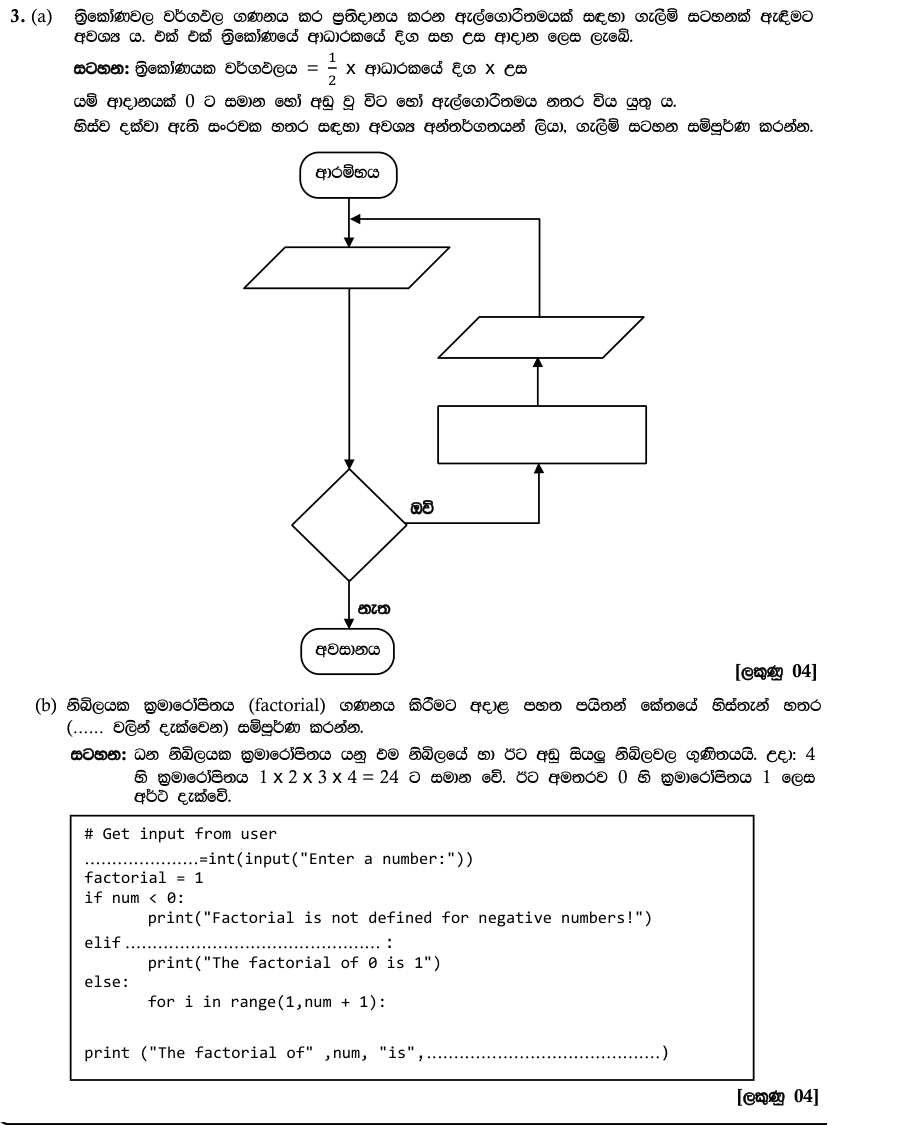 3. (a) ත්‍රිකෝණවල වර්ගඵල ගණනය කර ප්‍රතිදානය කරන ඇල්ගොරිතමයක් සඳහා ගැලීම් සටහනක් ඇඳීමට
අවශ්‍ය ය. එක් එක් ත්‍රිකෝණයේ ආධාරකයේ දිග සහ උස ආදාන ලෙස ලැබේ.
සටහන: ත්‍රිකෝණයක වර්ගඵලය = 1/2 x ආධාරකයේ දිග x උස
යම් ආදානයක් 0 ට සමාන හෝ අඩු වූ විට හෝ ඇල්ගොරිතමය නතර විය යුතු ය.
හිස්ව දක්වා ඇති සංරචක හතර සඳහා අවශ්‍ය අන්තර්ගතයන් ලියා, ගැලීම් සටහන සම්පූර්ණ කරන්න.
ආරම්භය
ඔව්
නැත
අවසානය
[ලකුණු 04]
(b) නිඛිලයක ක්‍රමාරෝපිතය (factorial) ගණනය කිරීමට අදාළ පහත පයිතන් කේතයේ හිස්තැන් හතර
(...... වලින් දැක්වෙන) සම්පූර්ණ කරන්න.
සටහන: ධන නිඛිලයක ක්‍රමාරෝපිතය යනු එම නිඛිලයේ හා ඊට අඩු සියලු නිඛිලවල ගුණිතයයි. උදා: 4
හි ක්‍රමාරෝපිතය 1 x 2 x 3 x 4 = 24 ට සමාන වේ. ඊට අමතරව 0 හි ක්‍රමාරෝපිතය 1 ලෙස
අර්ථ දැක්වේ.
# Get input from user
.....................=int(input("Enter a number:"))
factorial = 1
if num < 0:
print("Factorial is not defined for negative numbers!")
elif .............................................. :
print("The factorial of 0 is 1")
else:
for i in range(1,num + 1):
print ("The factorial of" ,num, "is",..........................................)
[ලකුණු 04]